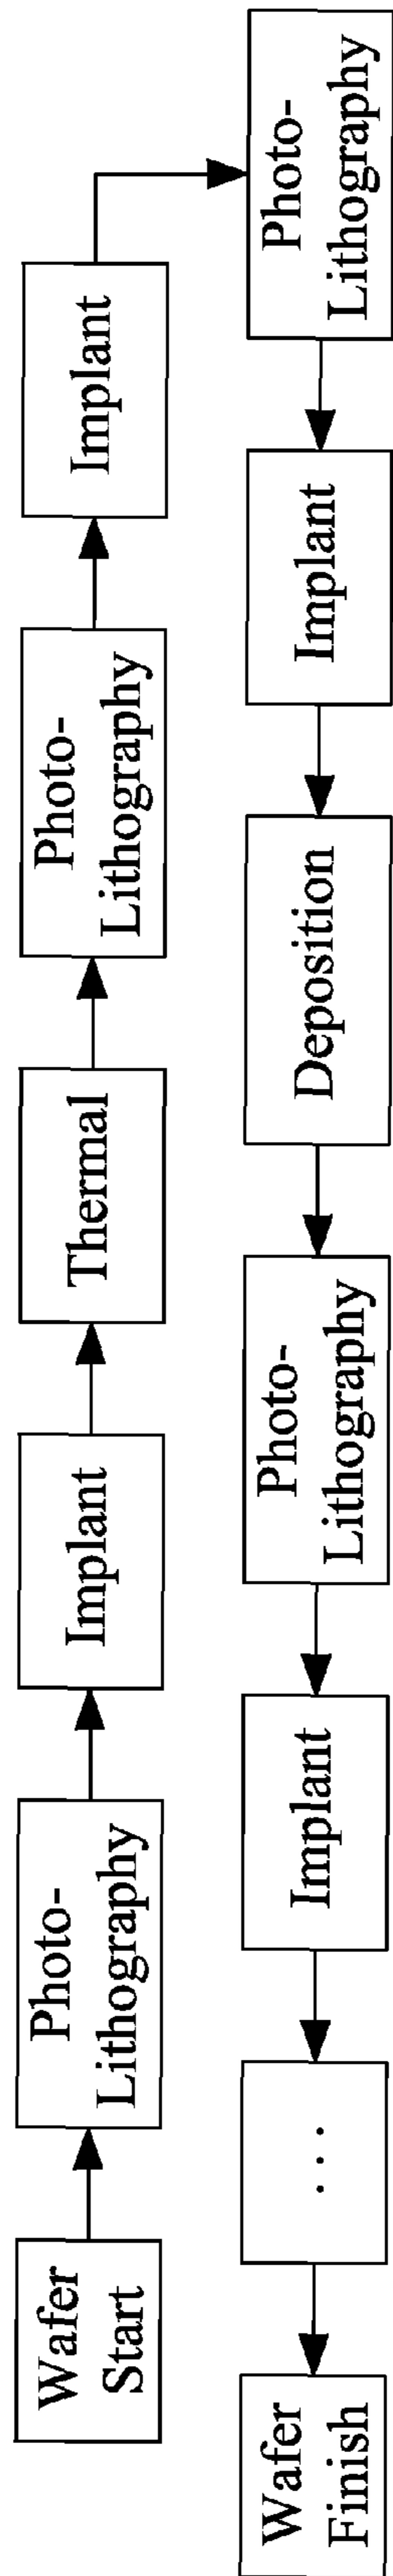 Wafer
Start
Photo-
Lithography
Implant
Thermal
Photo-
Lithography
Implant
Photo-
Lithography
Implant
Deposition
Photo-
Lithography
Implant
...
Wafer
Finish